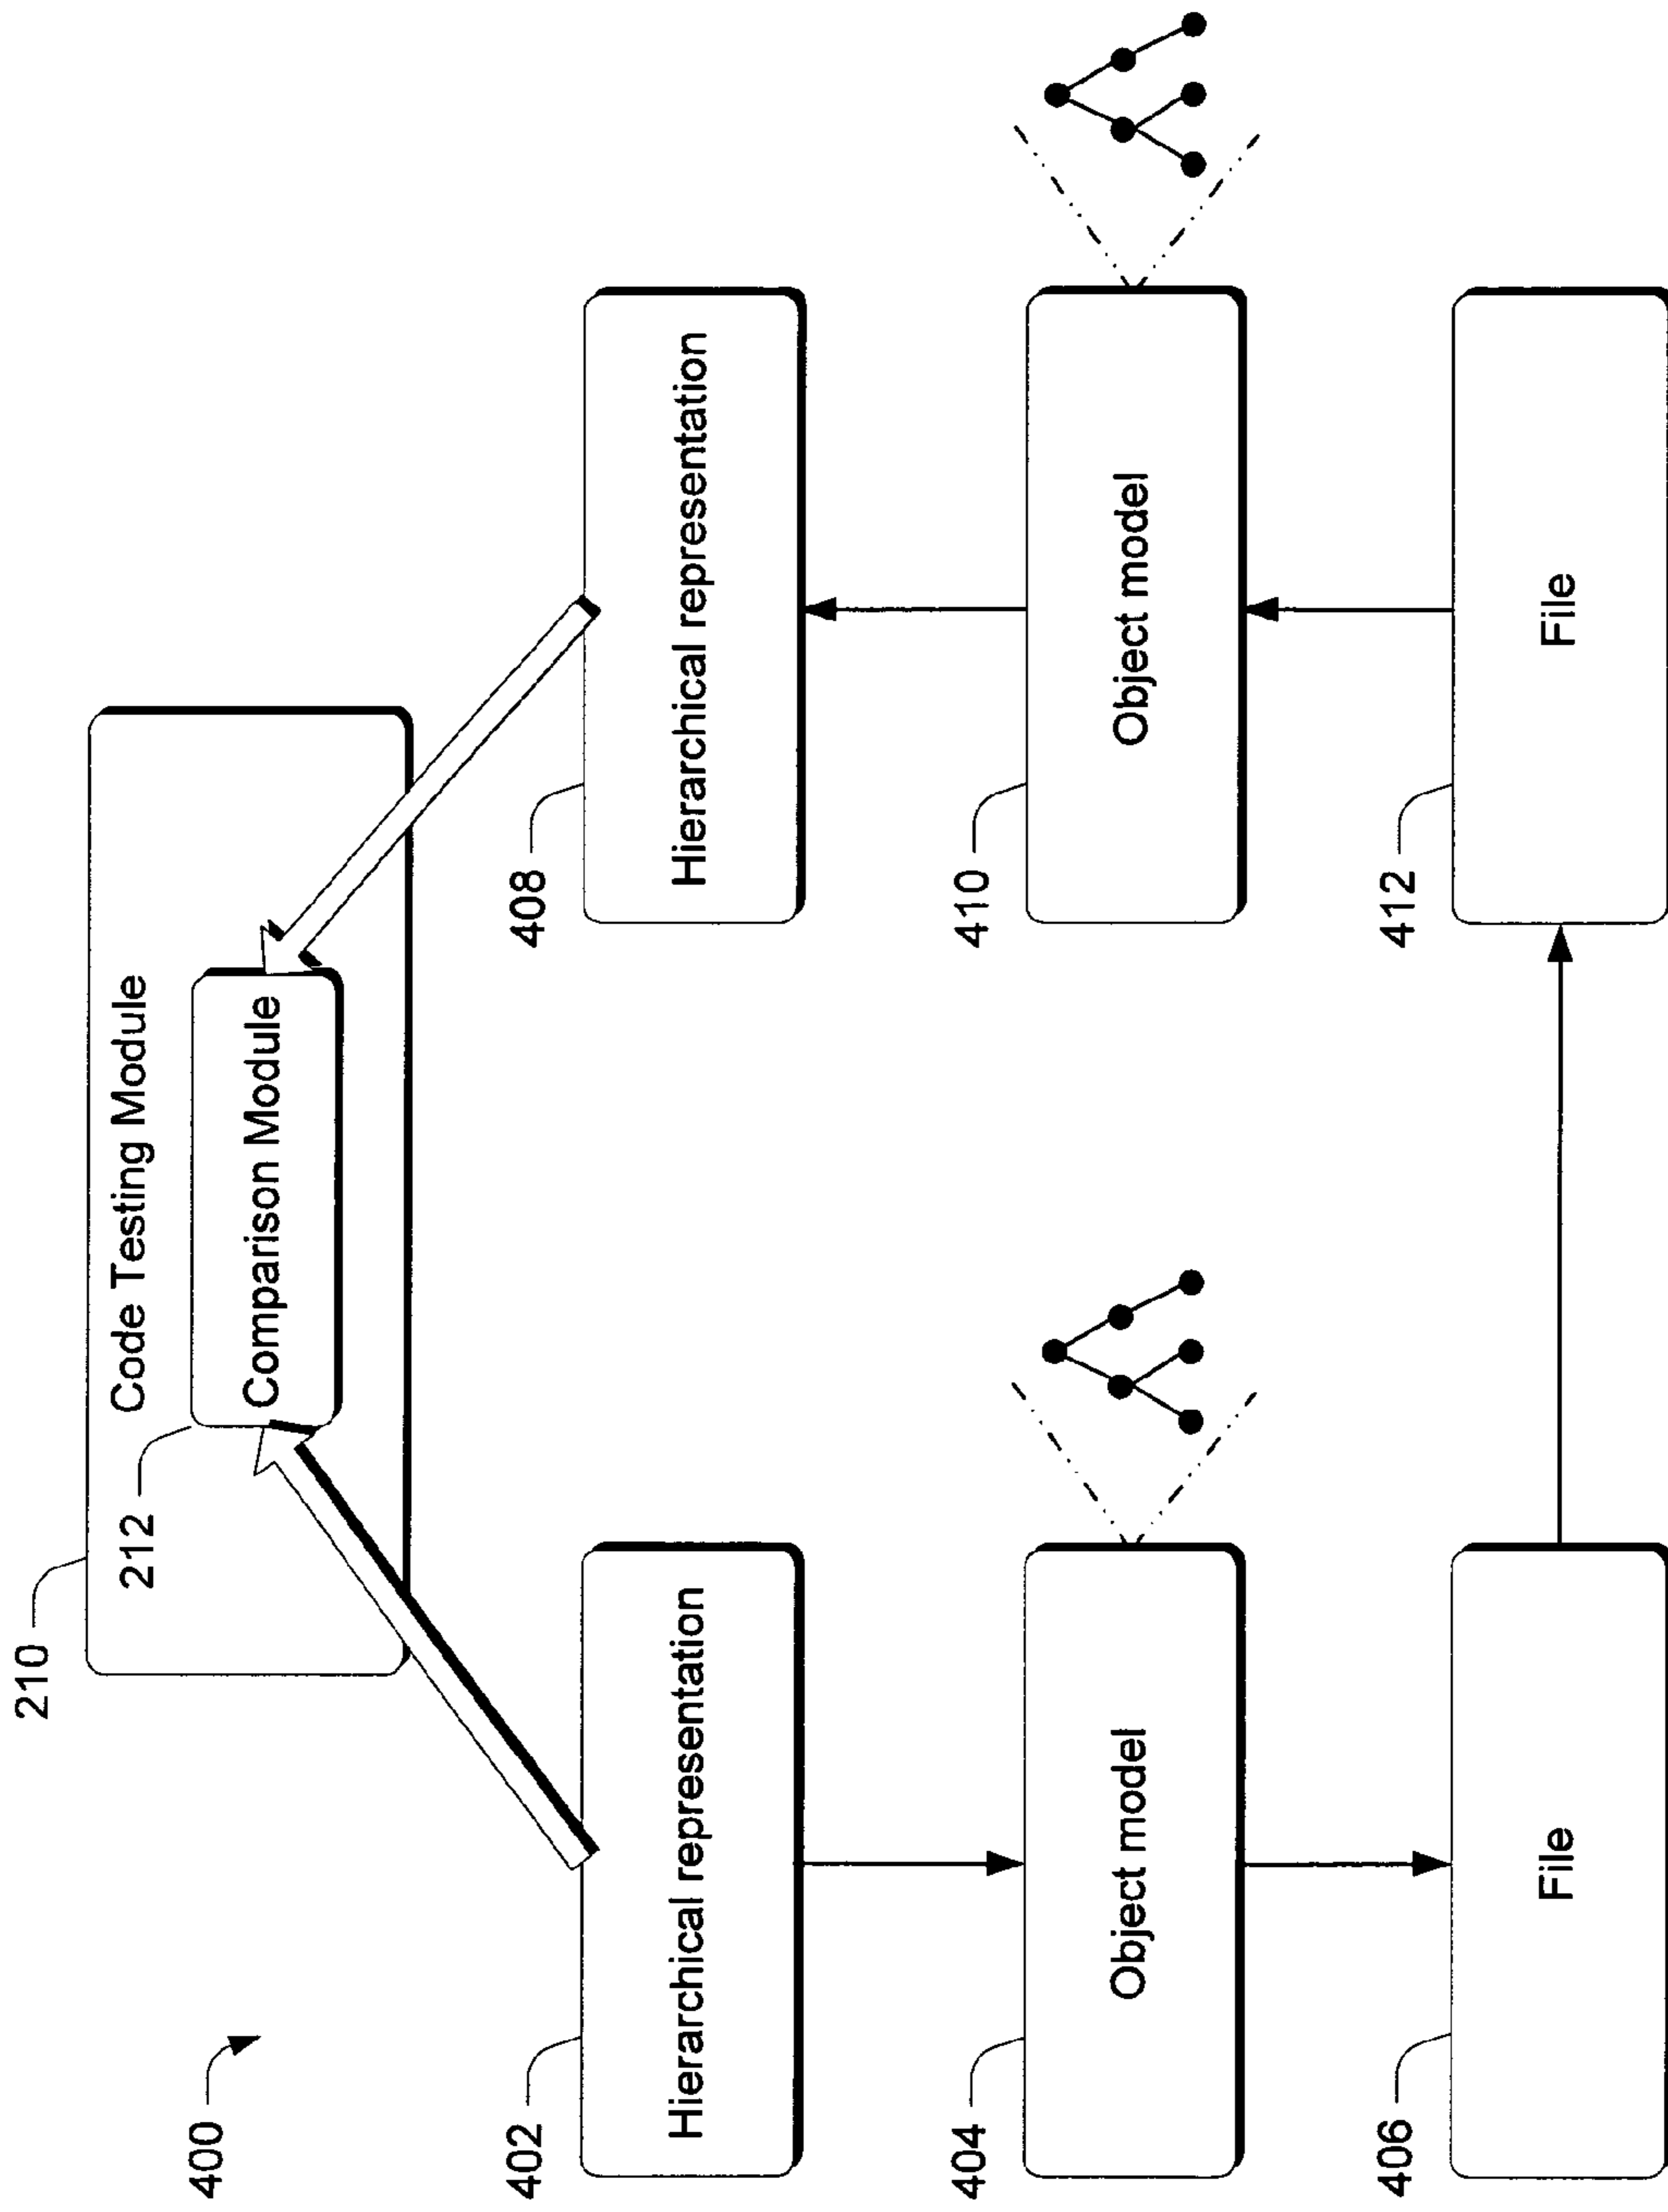 400
210
Code Testing Module
212
Comparison Module
402
Hierarchical representation
408
Hierarchical representation
404
Object model
410
Object model
406
File
412
File